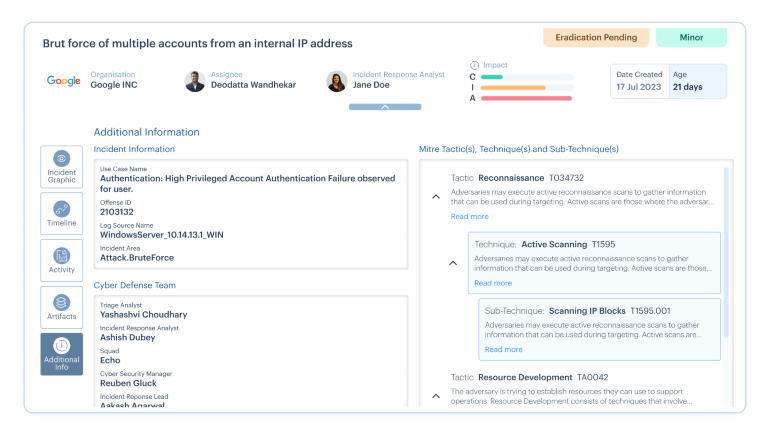 Brut force of multiple accounts from an internal IP address
Eradication Pending
Minor
Google
Organisation
Google INC
Assignee
Deodatta Wandhekar
Incident Response Analyst
Jane Doe
Impact
C
I
A
Date Created
17 Jul 2023
Age
21 days
Incident
Graphic
Timeline
Activity
Artifacts
Additional
Info
Additional Information
Incident Information
Use Case Name
Authentication: High Privileged Account Authentication Failure observed
for user.
Offense ID
2103132
Log Source Name
WindowsServer_10.14.13.1_WIN
Incident Area
Attack.BruteForce
Cyber Defense Team
Triage Analyst
Yashashvi Choudhary
Incident Response Analyst
Ashish Dubey
Squad
Echo
Cyber Security Manager
Reuben Gluck
Incident Reponse Lead
Aakash Agarwal
Mitre Tactic(s), Technique(s) and Sub-Technique(s)
Tactic Reconnaissance T034732
Adversaries may execute active reconnaissance scans to gather information
that can be used during targeting. Active scans are those where the adversar...
Read more
Technique: Active Scanning T1595
Adversaries may execute active reconnaissance scans to gather
information that can be used during targeting. Active scans are those...
Read more
Sub-Technique: Scanning IP Blocks T1595.001
Adversaries may execute active reconnaissance scans to gather
information that can be used during targeting. Active scans are...
Read more
Tactic Resource Development TA0042
The adversary is trying to establish resources they can use to support
operations. Resource Development consists of techniques that involve...